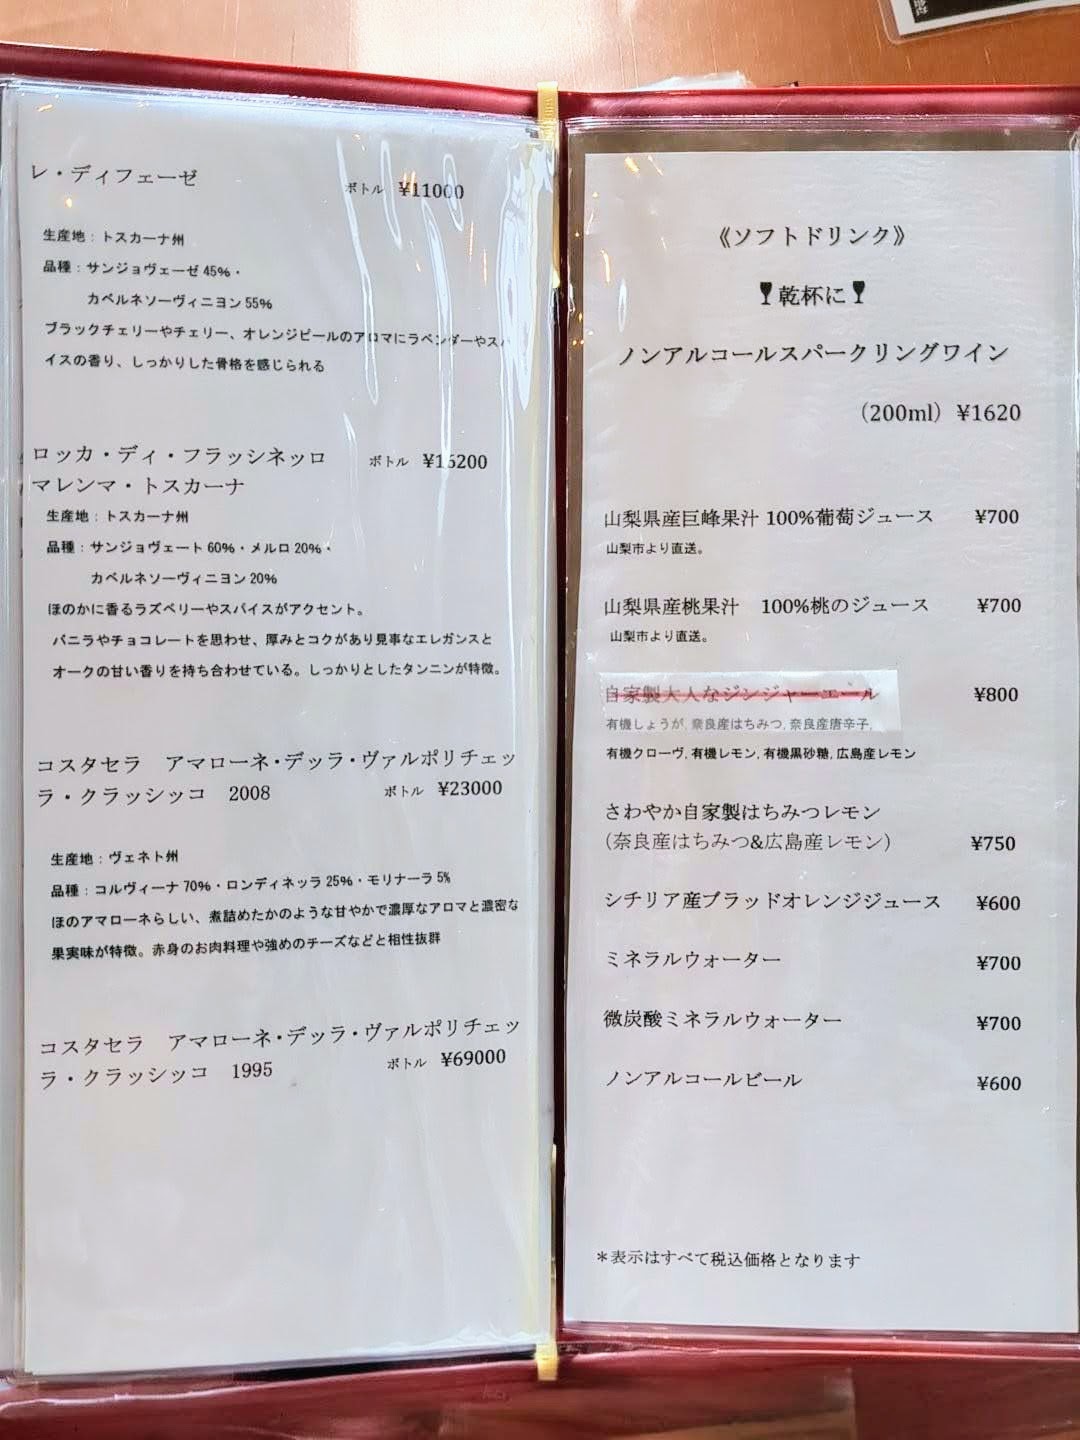 レ・ディフェーゼ ボトル ¥11000
生産地：トスカーナ州
品種：サンジョヴェーゼ 45%・
カベルネソーヴィニヨン 55%
ブラックチェリーやチェリー、オレンジピールのアロマにラベンダーやスパ
イスの香り、しっかりした骨格を感じられる
ロッカ・ディ・フラッシネッロ ボトル ¥16200
マレンマ・トスカーナ
生産地：トスカーナ州
品種：サンジョヴェート 60%・メルロ 20%・
カベルネソーヴィニヨン 20%
ほのかに香るラズベリーやスパイスがアクセント。
バニラやチョコレートを思わせ、厚みとコクがあり見事なエレガンスと
オークの甘い香りを持ち合わせている。しっかりとしたタンニンが特徴。
コスタセラ アマローネ・デッラ・ヴァルポリチェッ
ラ・クラッシッコ 2008 ボトル ¥23000
生産地：ヴェネト州
品種：コルヴィーナ 70%・ロンディネッラ 25%・モリナーラ 5%
ほのアマローネらしい、煮詰めたかのような甘やかで濃厚なアロマと濃密な
果実味が特徴。赤身のお肉料理や強めのチーズなどと相性抜群
コスタセラ アマローネ・デッラ・ヴァルポリチェッ
ラ・クラッシッコ 1995 ボトル ¥69000
《ソフトドリンク》
🍷乾杯に🍷
ノンアルコールスパークリングワイン
（200ml）¥1620
山梨県産巨峰果汁 100%葡萄ジュース ¥700
山梨市より直送。
山梨県産桃果汁 100%桃のジュース ¥700
山梨市より直送。
自家製大人なジンジャーエール ¥800
有機しょうが, 奈良産はちみつ, 奈良産唐辛子,
有機クローヴ, 有機レモン, 有機黒砂糖, 広島産レモン
さわやか自家製はちみつレモン
(奈良産はちみつ&広島産レモン) ¥750
シチリア産ブラッドオレンジジュース ¥600
ミネラルウォーター ¥700
微炭酸ミネラルウォーター ¥700
ノンアルコールビール ¥600
＊表示はすべて税込価格となります